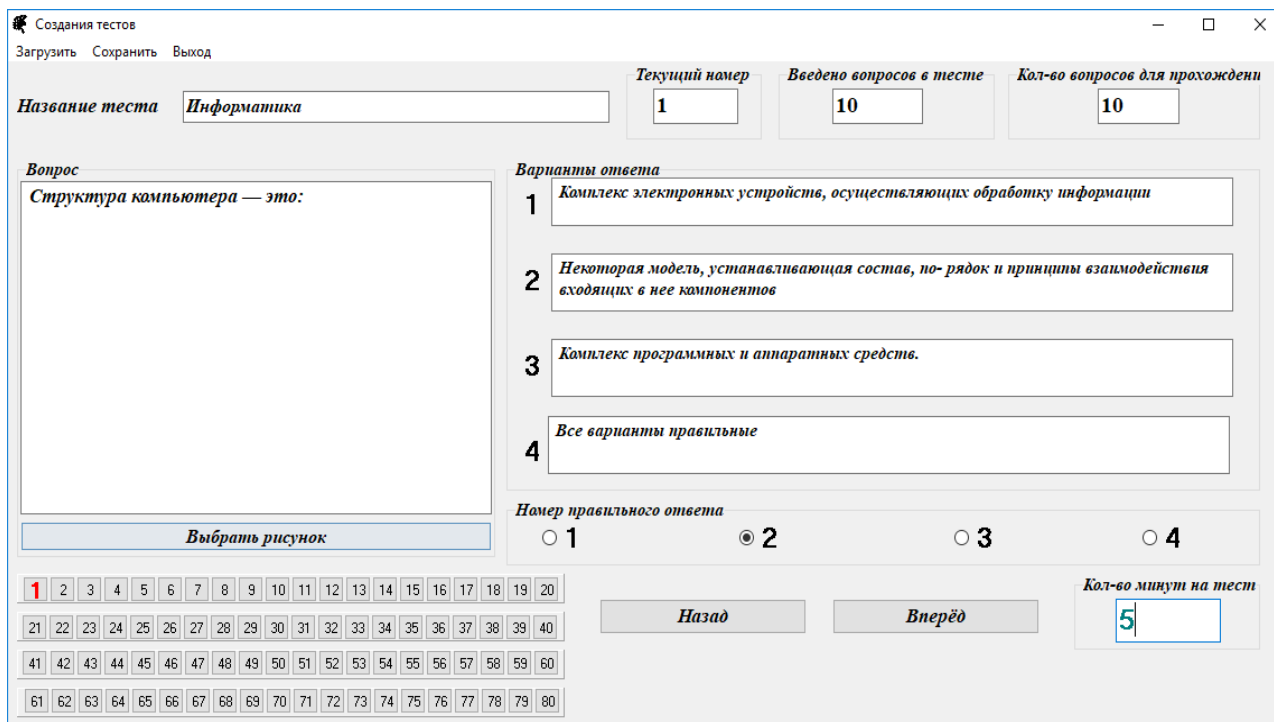 Создания тестов
Загрузить Сохранить Выход
Название теста
Информатика
Текущий номер
1
Введено вопросов в тесте
10
Кол-во вопросов для прохождени
10
Вопрос
Структура компьютера — это:
Выбрать рисунок
Варианты ответа
1
Комплекс электронных устройств, осуществляющих обработку информации
2
Некоторая модель, устанавливающая состав, по- рядок и принципы взаимодействия
входящих в нее компонентов
3
Комплекс программных и аппаратных средств.
4
Все варианты правильные
Номер правильного ответа
1 2 3 4
1 2 3 4 5 6 7 8 9 10 11 12 13 14 15 16 17 18 19 20
21 22 23 24 25 26 27 28 29 30 31 32 33 34 35 36 37 38 39 40
41 42 43 44 45 46 47 48 49 50 51 52 53 54 55 56 57 58 59 60
61 62 63 64 65 66 67 68 69 70 71 72 73 74 75 76 77 78 79 80
Назад
Вперёд
Кол-во минут на тест
5